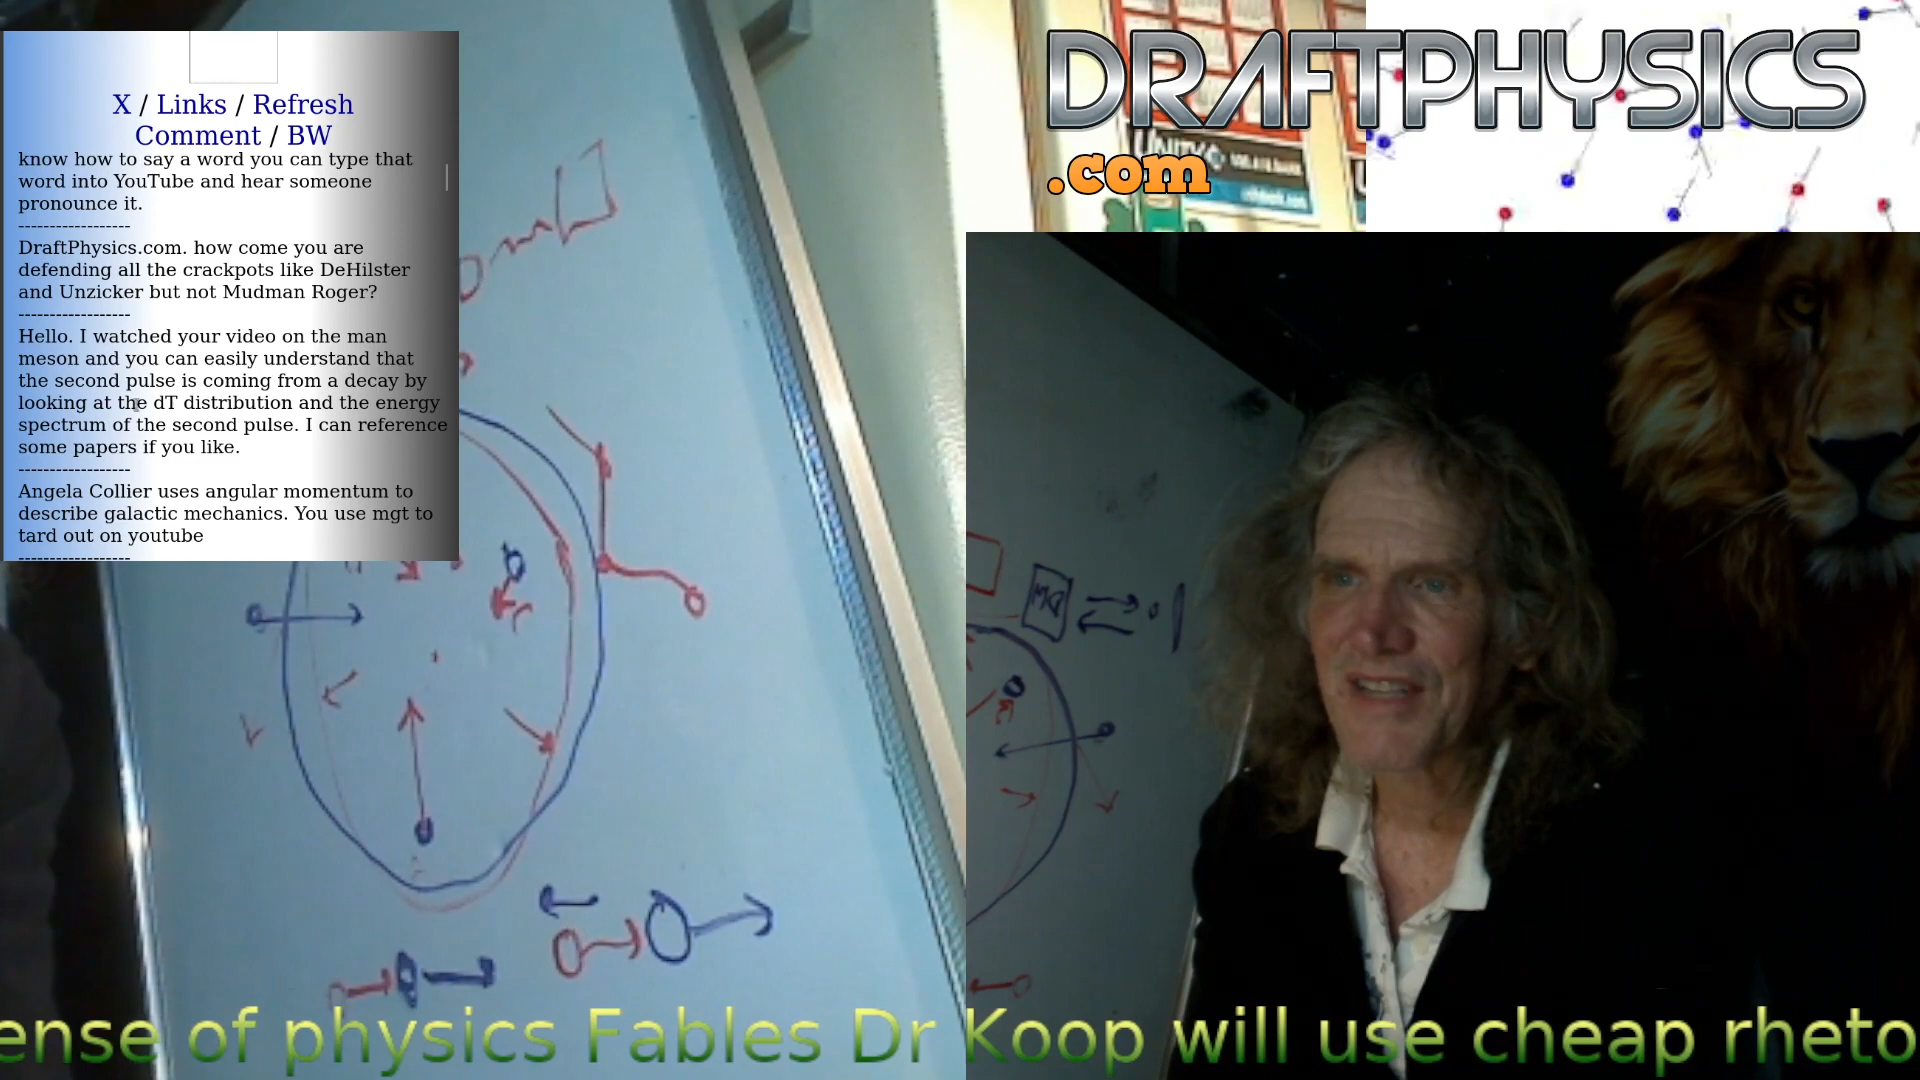 X / Links / Refresh
Comment / BW
know how to say a word you can type that
word into YouTube and hear someone
pronounce it.
------------------
DraftPhysics.com. how come you are
defending all the crackpots like DeHilster
and Unzicker but not Mudman Roger?
------------------
Hello. I watched your video on the man
meson and you can easily understand that
the second pulse is coming from a decay by
looking at the dT distribution and the energy
spectrum of the second pulse. I can reference
some papers if you like.
------------------
Angela Collier uses angular momentum to
describe galactic mechanics. You use mgt to
tard out on youtube
------------------
DRAFTPHYSICS
.com
UNITY
ense of physics Fables Dr Koop will use cheap rheto